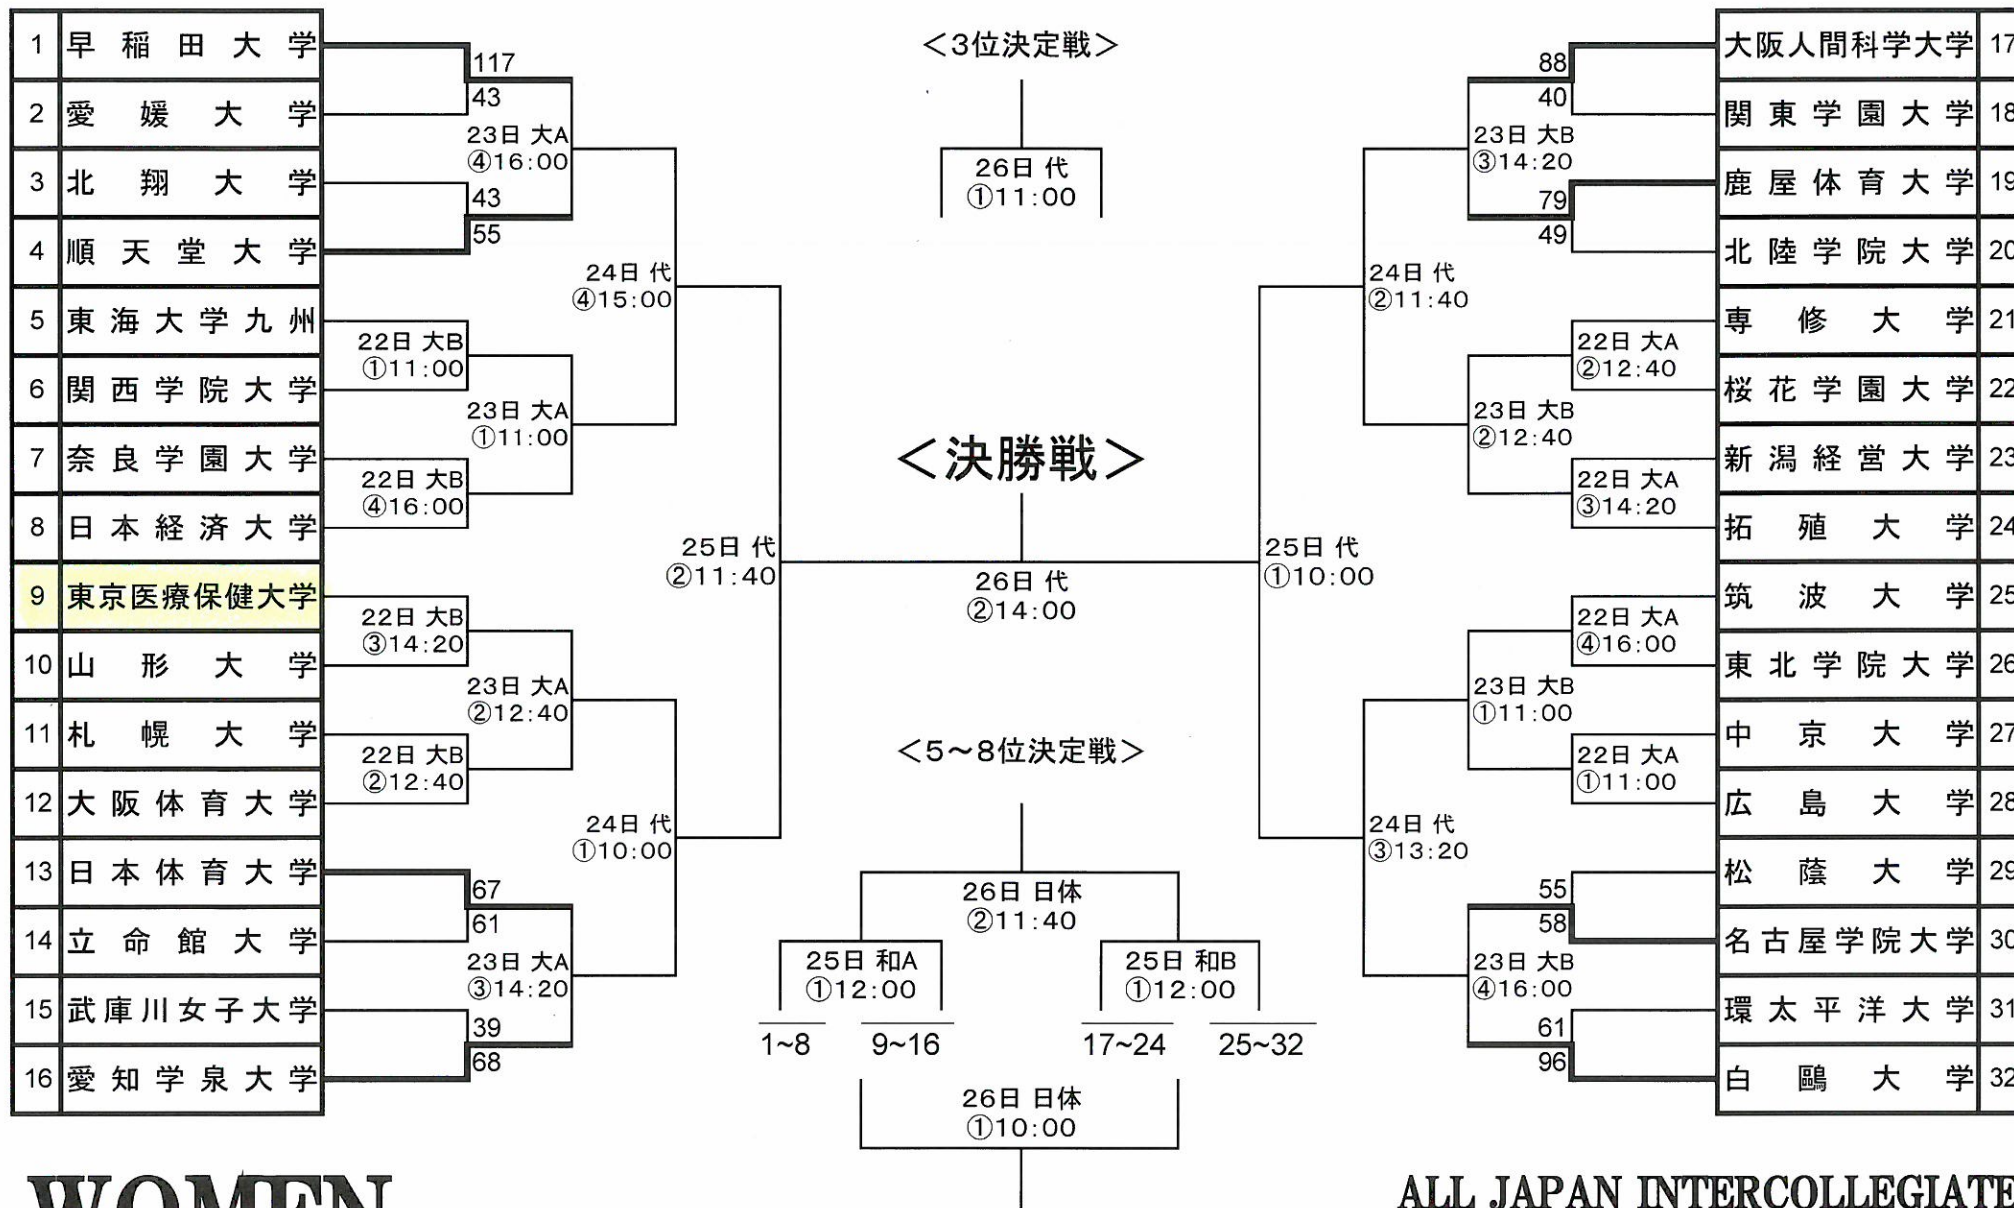 1 早稲田大学
2 愛媛大学
3 北翔大学
4 順天堂大学
5 東海大学九州
6 関西学院大学
7 奈良学園大学
8 日本経済大学
9 東京医療保健大学
10 山形大学
11 札幌大学
12 大阪体育大学
13 日本体育大学
14 立命館大学
15 武庫川女子大学
16 愛知学泉大学
117
43
23日 大A
④16:00
43
55
24日 代
④15:00
22日 大B
①11:00
23日 大A
①11:00
22日 大B
④16:00
25日 代
②11:40
22日 大B
③14:20
23日 大A
②12:40
22日 大B
②12:40
24日 代
①10:00
67
61
23日 大A
③14:20
39
68
<3位決定戦>
26日 代
①11:00
<決勝戦>
26日 代
②14:00
<5~8位決定戦>
26日 日体
②11:40
25日 和A
①12:00
25日 和B
①12:00
1~8 9~16 17~24 25~32
26日 日体
①10:00
88
40
23日 大B
③14:20
79
49
24日 代
②11:40
22日 大A
②12:40
23日 大B
②12:40
22日 大A
③14:20
25日 代
①10:00
22日 大A
④16:00
23日 大B
①11:00
22日 大A
①11:00
24日 代
③13:20
55
58
23日 大B
④16:00
61
96
大阪人間科学大学 17
関東学園大学 18
鹿屋体育大学 19
北陸学院大学 20
専修大学 21
桜花学園大学 22
新潟経営大学 23
拓殖大学 24
筑波大学 25
東北学院大学 26
中京大学 27
広島大学 28
松蔭大学 29
名古屋学院大学 30
環太平洋大学 31
白鷗大学 32
WOMEN
ALL JAPAN INTERCOLLEGIATE